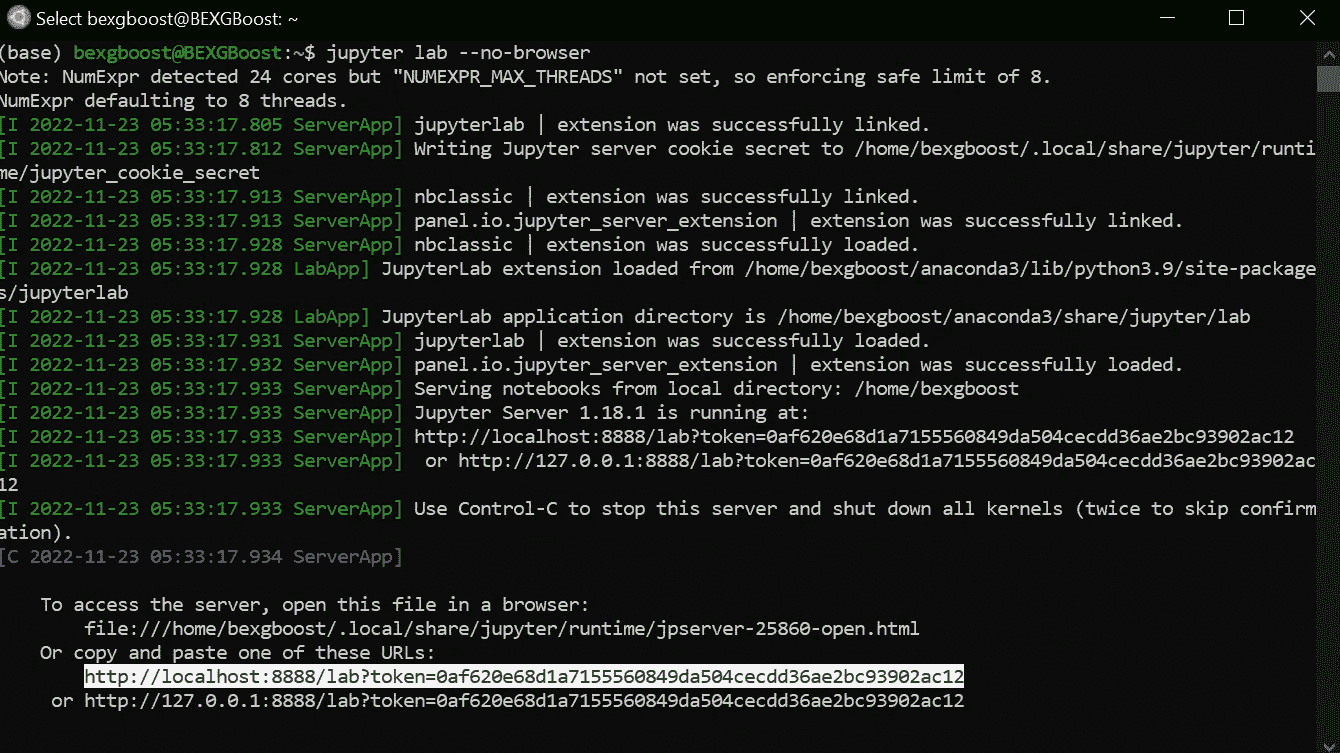 Select bexgboost@BEXGBoost: ~
(base) bexgboost@BEXGBoost:~$ jupyter lab --no-browser
Note: NumExpr detected 24 cores but "NUMEXPR_MAX_THREADS" not set, so enforcing safe limit of 8.
NumExpr defaulting to 8 threads.
[I 2022-11-23 05:33:17.805 ServerApp] jupyterlab | extension was successfully linked.
[I 2022-11-23 05:33:17.812 ServerApp] Writing Jupyter server cookie secret to /home/bexgboost/.local/share/jupyter/runti
me/jupyter_cookie_secret
[I 2022-11-23 05:33:17.913 ServerApp] nbclassic | extension was successfully linked.
[I 2022-11-23 05:33:17.913 ServerApp] panel.io.jupyter_server_extension | extension was successfully linked.
[I 2022-11-23 05:33:17.928 ServerApp] nbclassic | extension was successfully loaded.
[I 2022-11-23 05:33:17.928 LabApp] JupyterLab extension loaded from /home/bexgboost/anaconda3/lib/python3.9/site-package
s/jupyterlab
[I 2022-11-23 05:33:17.928 LabApp] JupyterLab application directory is /home/bexgboost/anaconda3/share/jupyter/lab
[I 2022-11-23 05:33:17.931 ServerApp] jupyterlab | extension was successfully loaded.
[I 2022-11-23 05:33:17.932 ServerApp] panel.io.jupyter_server_extension | extension was successfully loaded.
[I 2022-11-23 05:33:17.933 ServerApp] Serving notebooks from local directory: /home/bexgboost
[I 2022-11-23 05:33:17.933 ServerApp] Jupyter Server 1.18.1 is running at:
[I 2022-11-23 05:33:17.933 ServerApp] http://localhost:8888/lab?token=0af620e68d1a7155560849da504cecdd36ae2bc93902ac12
[I 2022-11-23 05:33:17.933 ServerApp]  or http://127.0.0.1:8888/lab?token=0af620e68d1a7155560849da504cecdd36ae2bc93902ac
12
[I 2022-11-23 05:33:17.933 ServerApp] Use Control-C to stop this server and shut down all kernels (twice to skip confirm
ation).
[C 2022-11-23 05:33:17.934 ServerApp]
To access the server, open this file in a browser:
file:///home/bexgboost/.local/share/jupyter/runtime/jpserver-25860-open.html
Or copy and paste one of these URLs:
http://localhost:8888/lab?token=0af620e68d1a7155560849da504cecdd36ae2bc93902ac12
or http://127.0.0.1:8888/lab?token=0af620e68d1a7155560849da504cecdd36ae2bc93902ac12